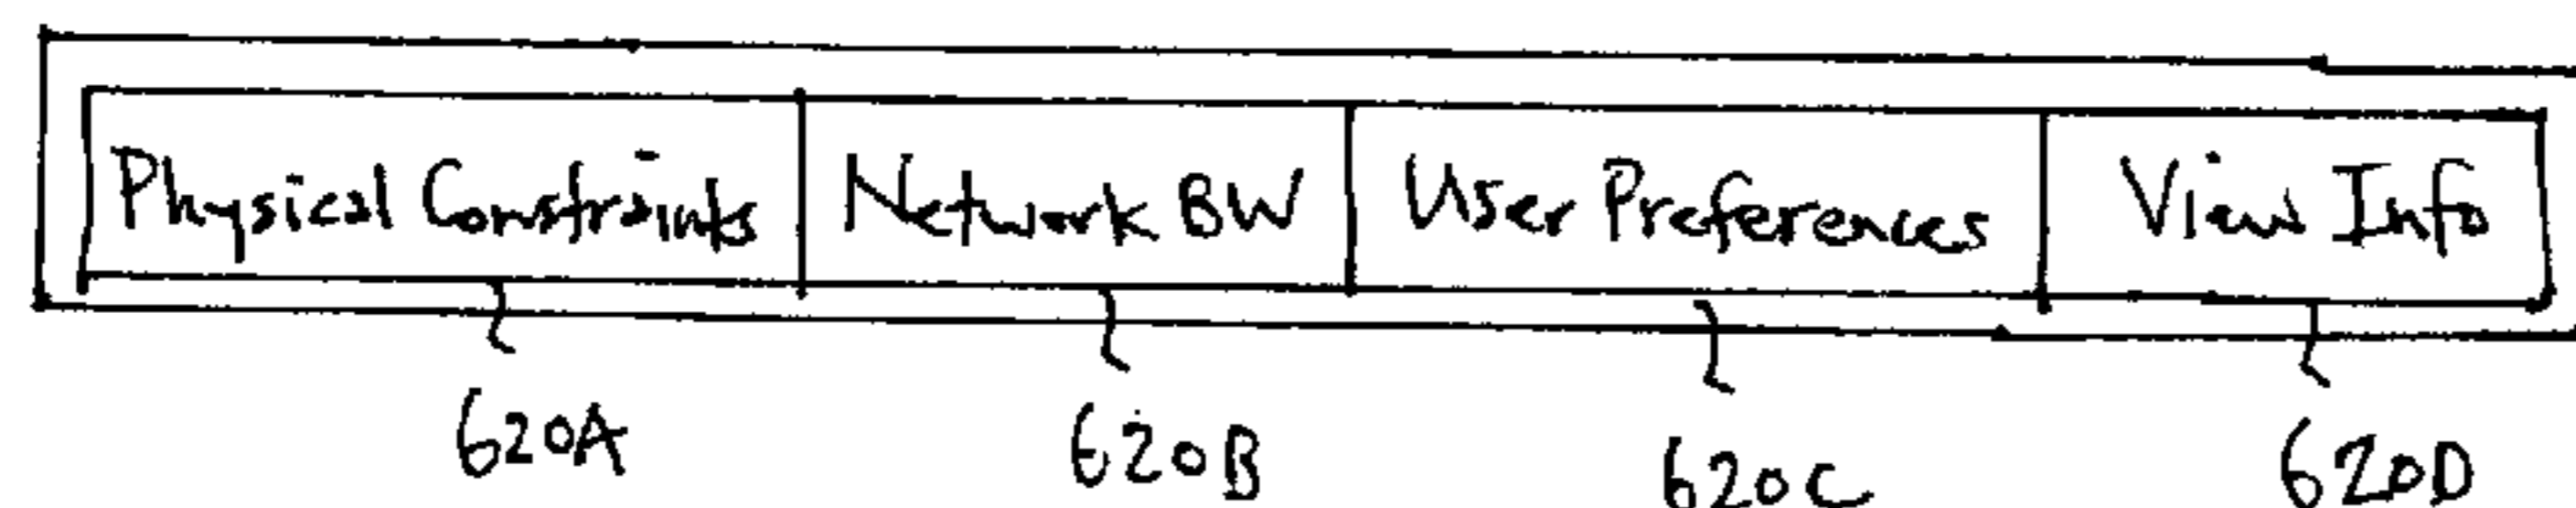 Physical Constraints Network BW User Preferences View Info
620A 620B 620C 620D